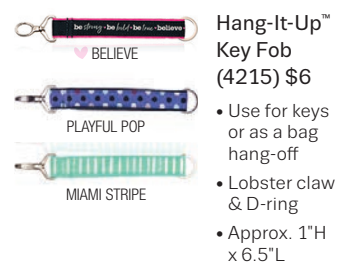 be strong • be bold • be true • believe
BELIEVE
PLAYFUL POP
MIAMI STRIPE
Hang-It-Up™
Key Fob
(4215) $6
• Use for keys
or as a bag
hang-off
• Lobster claw
& D-ring
• Approx. 1"H
x 6.5"L